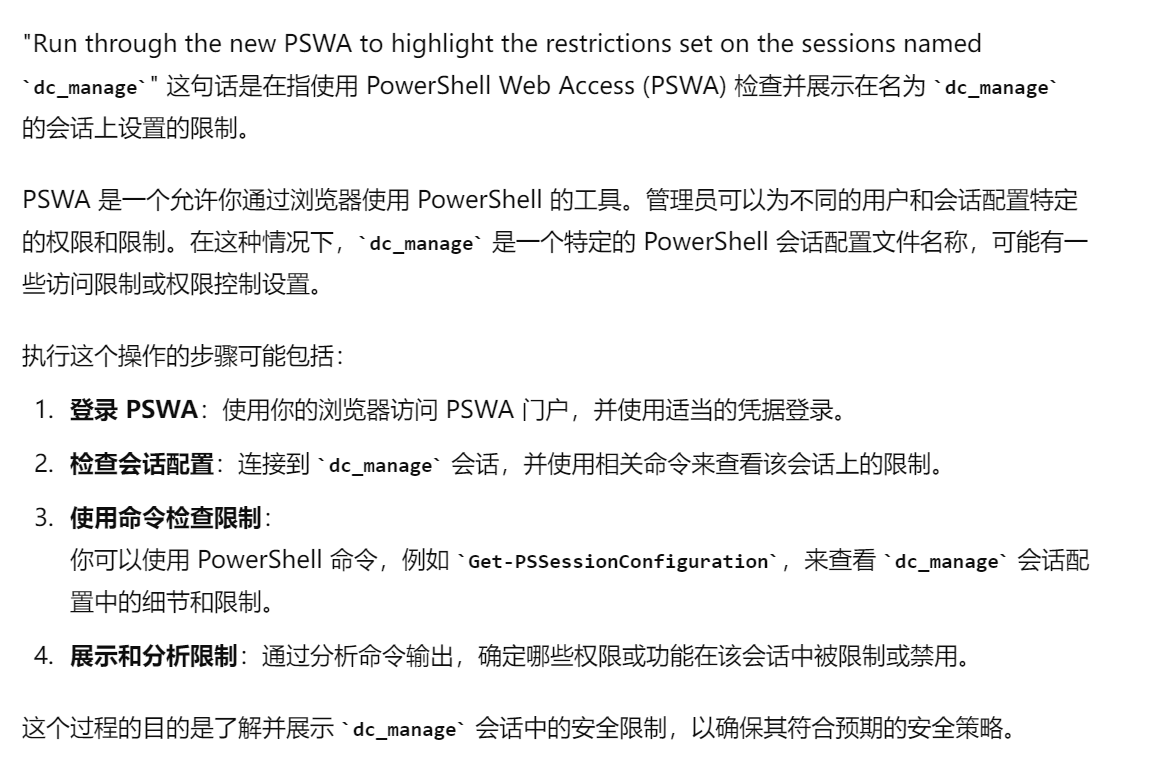 "Run through the new PSWA to highlight the restrictions set on the sessions named
`dc_manage`" 这句话是在指使用 PowerShell Web Access (PSWA) 检查并展示在名为 `dc_manage`
的会话上设置的限制。
PSWA 是一个允许你通过浏览器使用 PowerShell 的工具。管理员可以为不同的用户和会话配置特定
的权限和限制。在这种情况下，`dc_manage` 是一个特定的 PowerShell 会话配置文件名称，可能有一
些访问限制或权限控制设置。
执行这个操作的步骤可能包括：
1. 登录 PSWA：使用你的浏览器访问 PSWA 门户，并使用适当的凭据登录。
2. 检查会话配置：连接到 `dc_manage` 会话，并使用相关命令来查看该会话上的限制。
3. 使用命令检查限制：
你可以使用 PowerShell 命令，例如 `Get-PSSessionConfiguration`，来查看 `dc_manage` 会话配
置中的细节和限制。
4. 展示和分析限制：通过分析命令输出，确定哪些权限或功能在该会话中被限制或禁用。
这个过程的目的是了解并展示 `dc_manage` 会话中的安全限制，以确保其符合预期的安全策略。